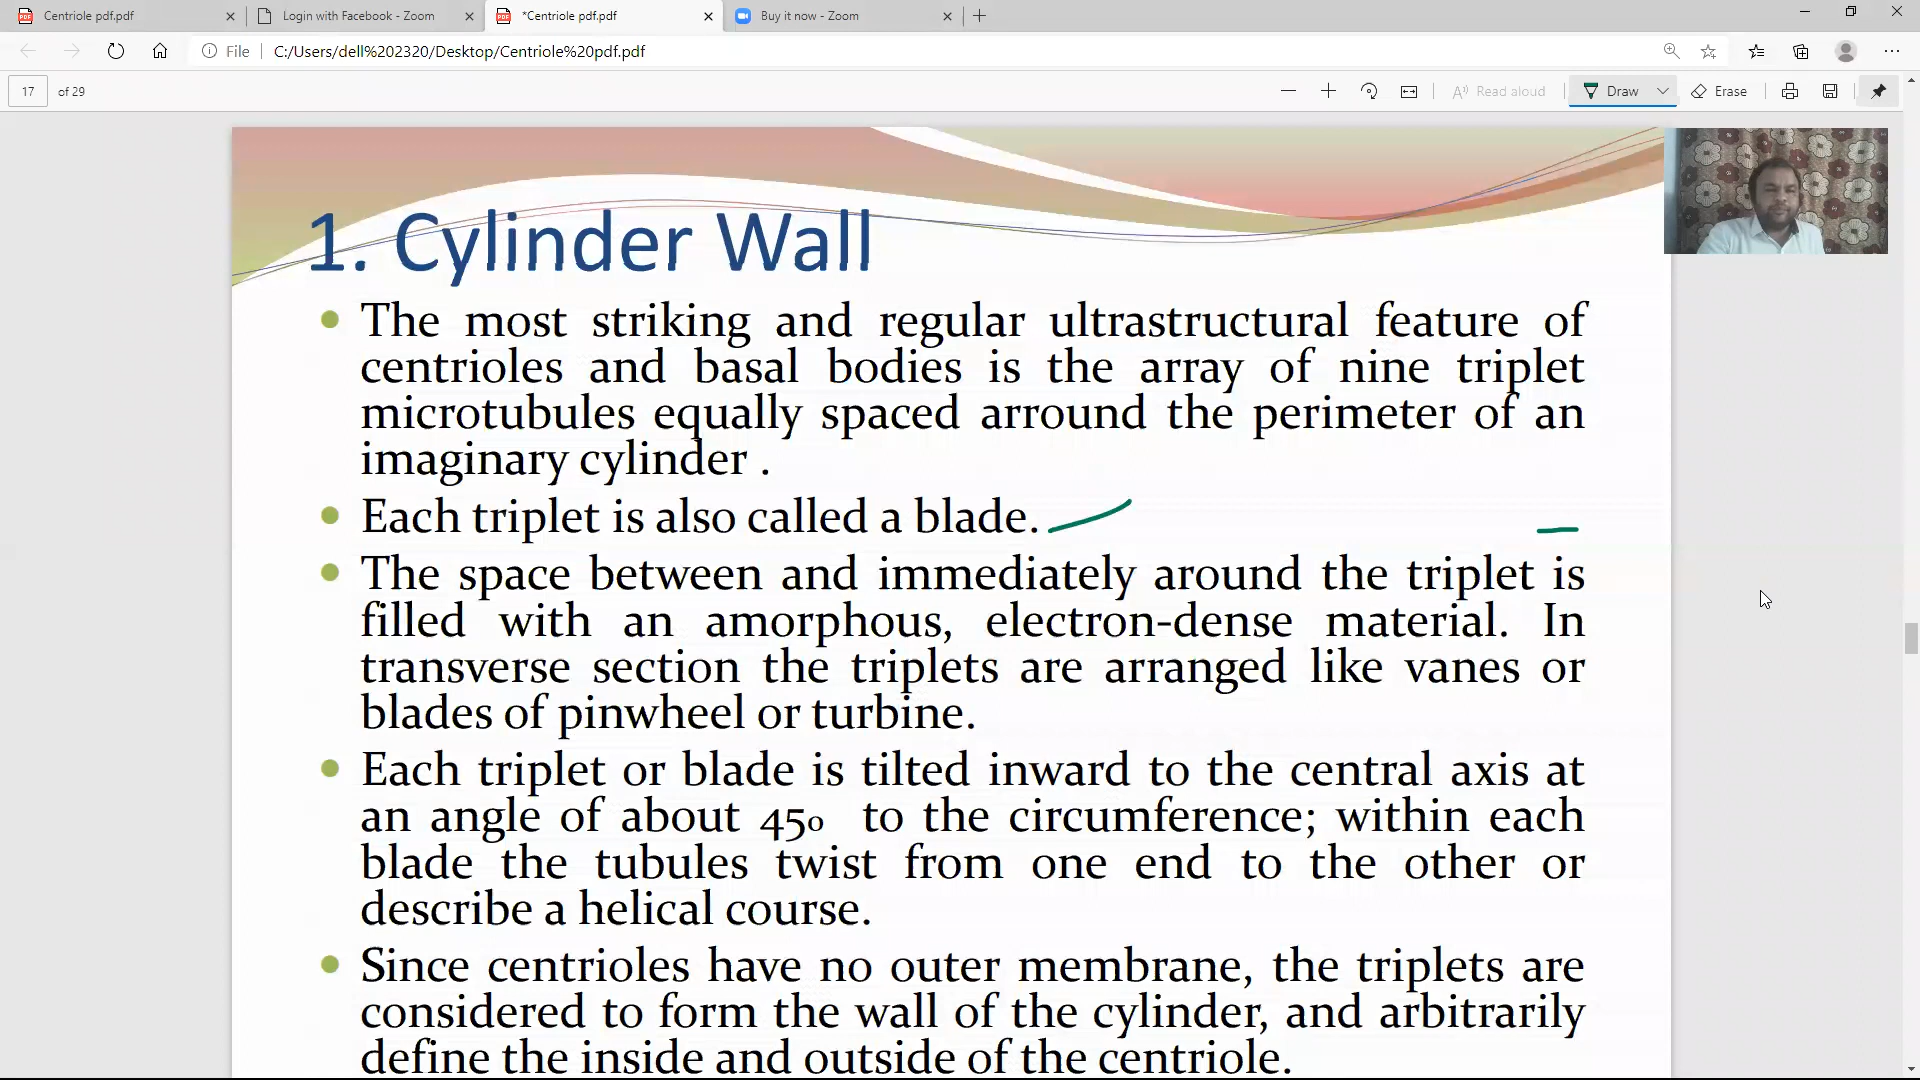 Centriole pdf.pdf
Login with Facebook - Zoom
*Centriole pdf.pdf
Buy it now - Zoom
File
C:/Users/dell%202320/Desktop/Centriole%20pdf.pdf
17
of 29
Read aloud
Draw
Erase
1. Cylinder Wall
The most striking and regular ultrastructural feature of
centrioles and basal bodies is the array of nine triplet
microtubules equally spaced arround the perimeter of an
imaginary cylinder .
Each triplet is also called a blade.
The space between and immediately around the triplet is
filled with an amorphous, electron-dense material. In
transverse section the triplets are arranged like vanes or
blades of pinwheel or turbine.
Each triplet or blade is tilted inward to the central axis at
an angle of about 45o to the circumference; within each
blade the tubules twist from one end to the other or
describe a helical course.
Since centrioles have no outer membrane, the triplets are
considered to form the wall of the cylinder, and arbitrarily
define the inside and outside of the centriole.